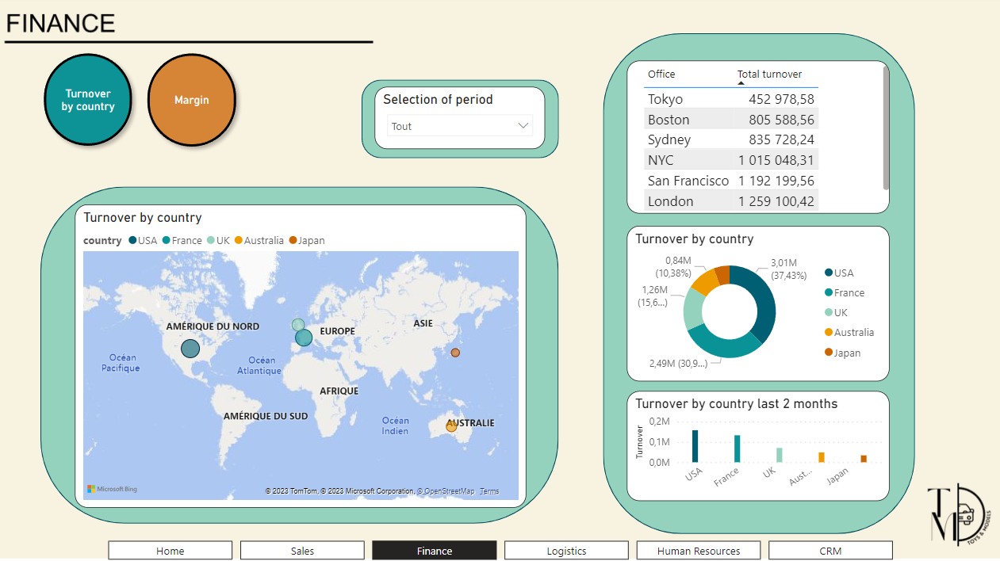 FINANCE
Turnover
by country
Margin
Selection of period
Tout
Office Total turnover
Tokyo 452 978,58
Boston 805 588,56
Sydney 835 728,24
NYC 1 015 048,31
San Francisco 1 192 199,56
London 1 259 100,42
Turnover by country
country USA France UK Australia Japan
AMÉRIQUE DU NORD
EUROPE
ASIE
Océan
Pacifique
Océan
Atlantique
AFRIQUE
AMÉRIQUE DU SUD
Océan
Indien
AUSTRALIE
Microsoft Bing
© 2023 TomTom, © 2023 Microsoft Corporation, © OpenStreetMap Terms
Turnover by country
0,84M
(10,38%)
3,01M
(37,43%)
1,26M
(15,6...)
2,49M (30,9...)
USA
France
UK
Australia
Japan
Turnover by country last 2 months
Turnover
0,2M
0,1M
0,0M
USA
France
UK
Aust...
Japan
TMD
TOYS & MODELS
Home
Sales
Finance
Logistics
Human Resources
CRM